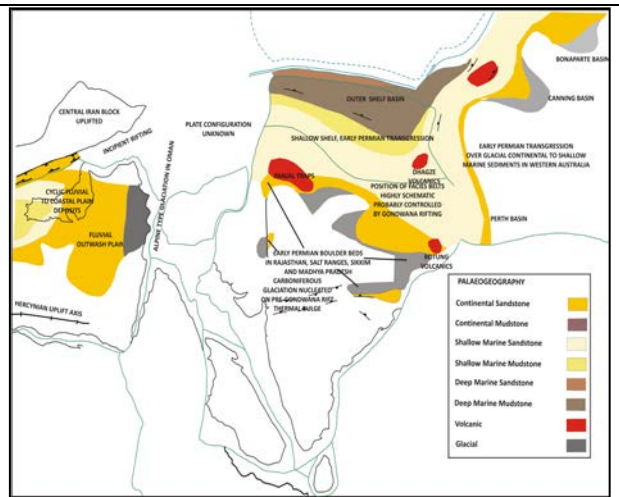 BONAPARTE BASIN
CENTRAL IRAN BLOCK
UPLIFTED
PLATE CONFIGURATION
UNKNOWN
OUTER SHELF BASIN
CANNING BASIN
INCIPIENT RIFTING
SHALLOW SHELF, EARLY PERMIAN TRANSGRESSION
EARLY PERMIAN TRANSGRESSION
OVER GLACIAL CONTINENTAL TO SHALLOW
MARINE SEDIMENTS IN WESTERN AUSTRALIA
ALPINE TYPE GLACIATION IN OMAN
PANJAL TRAPS
DHAGZE
VOLCANICS
CYCLIC FLUVIAL
TO COASTAL PLAIN
DEPOSITS
POSITION OF FACIES BELTS
HIGHLY SCHEMATIC
PROBABLY CONTROLLED
BY GONDWANA RIFTING
PERTH BASIN
FLUVIAL
OUTWASH PLAIN
EARLY PERMIAN BOULDER BEDS
IN RAJASTHAN, SALT RANGES, SIKKIM
AND MADHYA PRADESH
CARBONIFEROUS
GLACIATION NUCLEATED
ON PRE-GONDWANA RIFT
THERMAL BULGE
VOLCANICS
HERCYNIAN UPLIFT AXIS
PALAEOGEOGRAPHY
Continental Sandstone
Continental Mudstone
Shallow Marine Sandstone
Shallow Marine Mudstone
Deep Marine Sandstone
Deep Marine Mudstone
Volcanic
Glacial